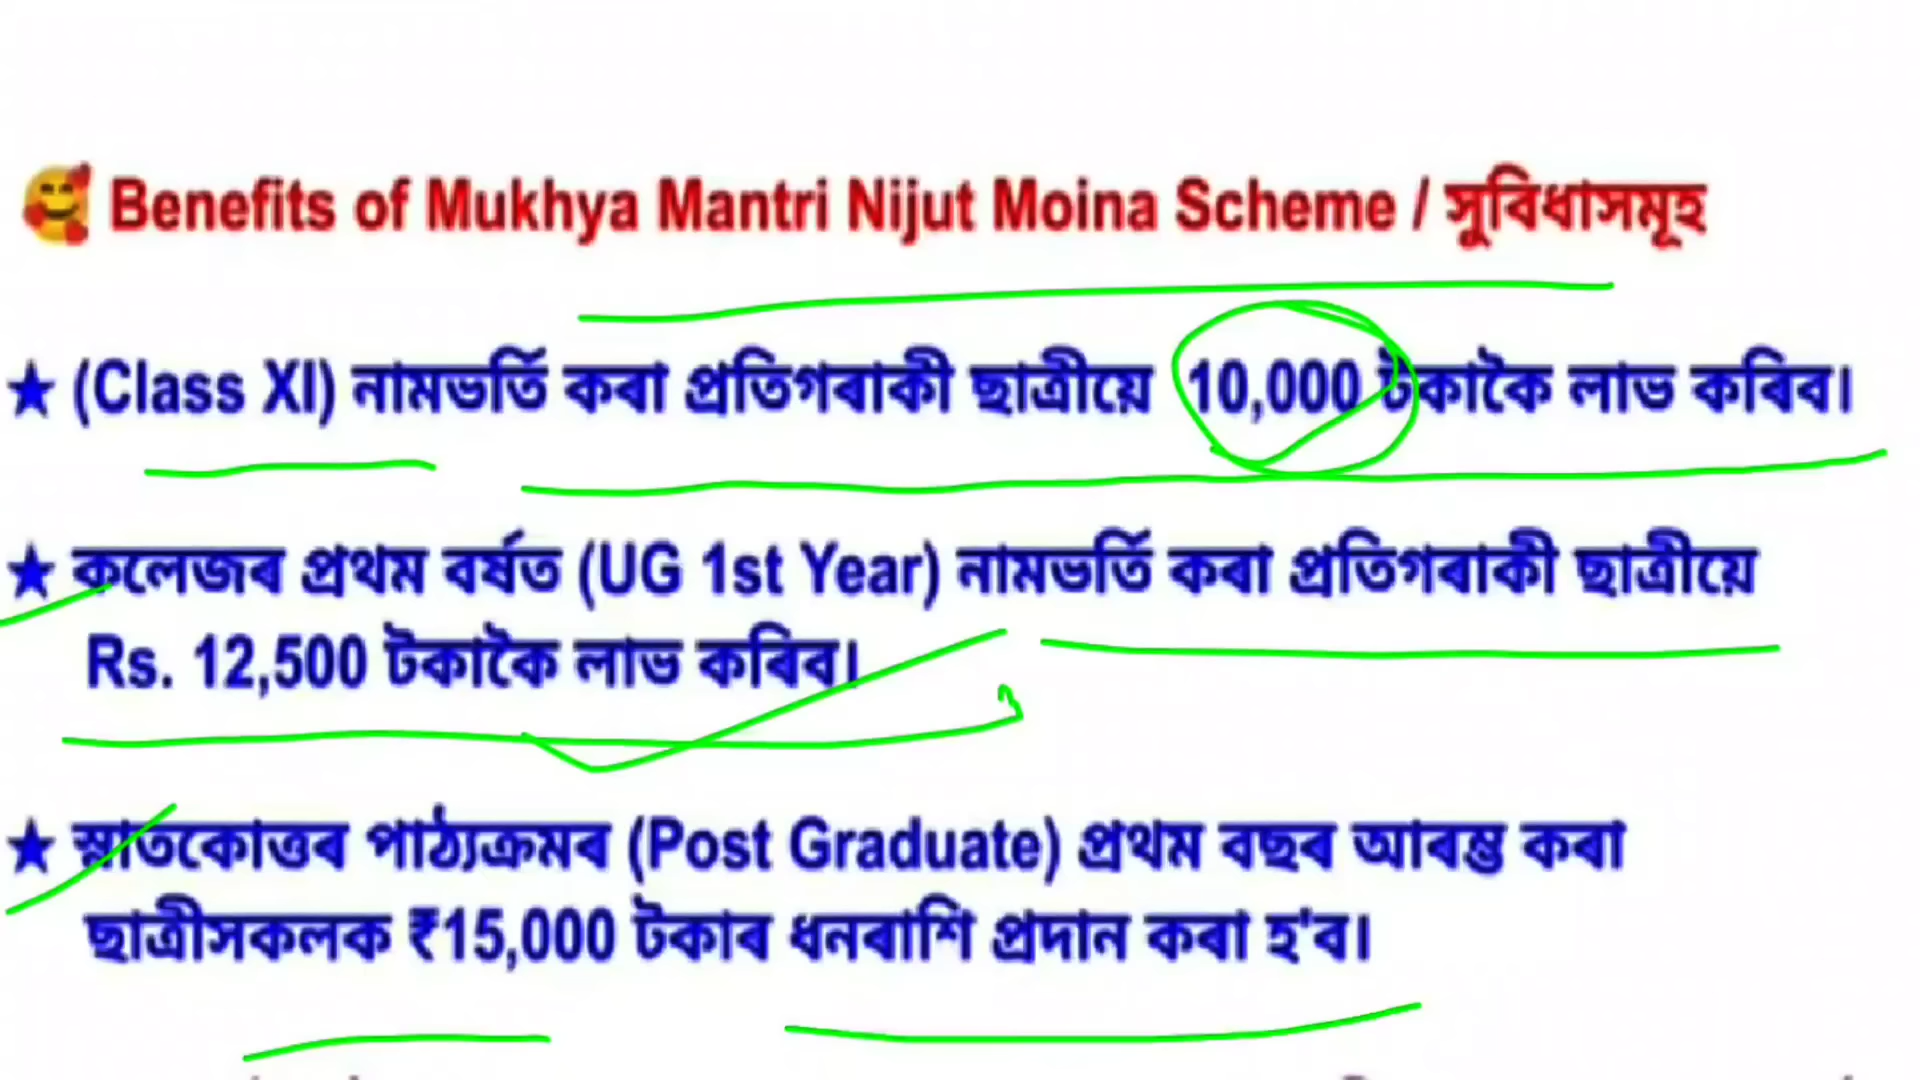 🥰 Benefits of Mukhya Mantri Nijut Moina Scheme / সুবিধাসমূহ
★ (Class XI) নামভৰ্তি কৰা প্ৰতিগৰাকী ছাত্ৰীয়ে 10,000 টকাকৈ লাভ কৰিব।
★ কলেজৰ প্ৰথম বৰ্ষত (UG 1st Year) নামভৰ্তি কৰা প্ৰতিগৰাকী ছাত্ৰীয়ে
Rs. 12,500 টকাকৈ লাভ কৰিব।
★ স্নাতকোত্তৰ পাঠ্যক্ৰমৰ (Post Graduate) প্ৰথম বছৰ আৰম্ভ কৰা
ছাত্ৰীসকলক ₹15,000 টকাৰ ধনৰাশি প্ৰদান কৰা হ'ব।